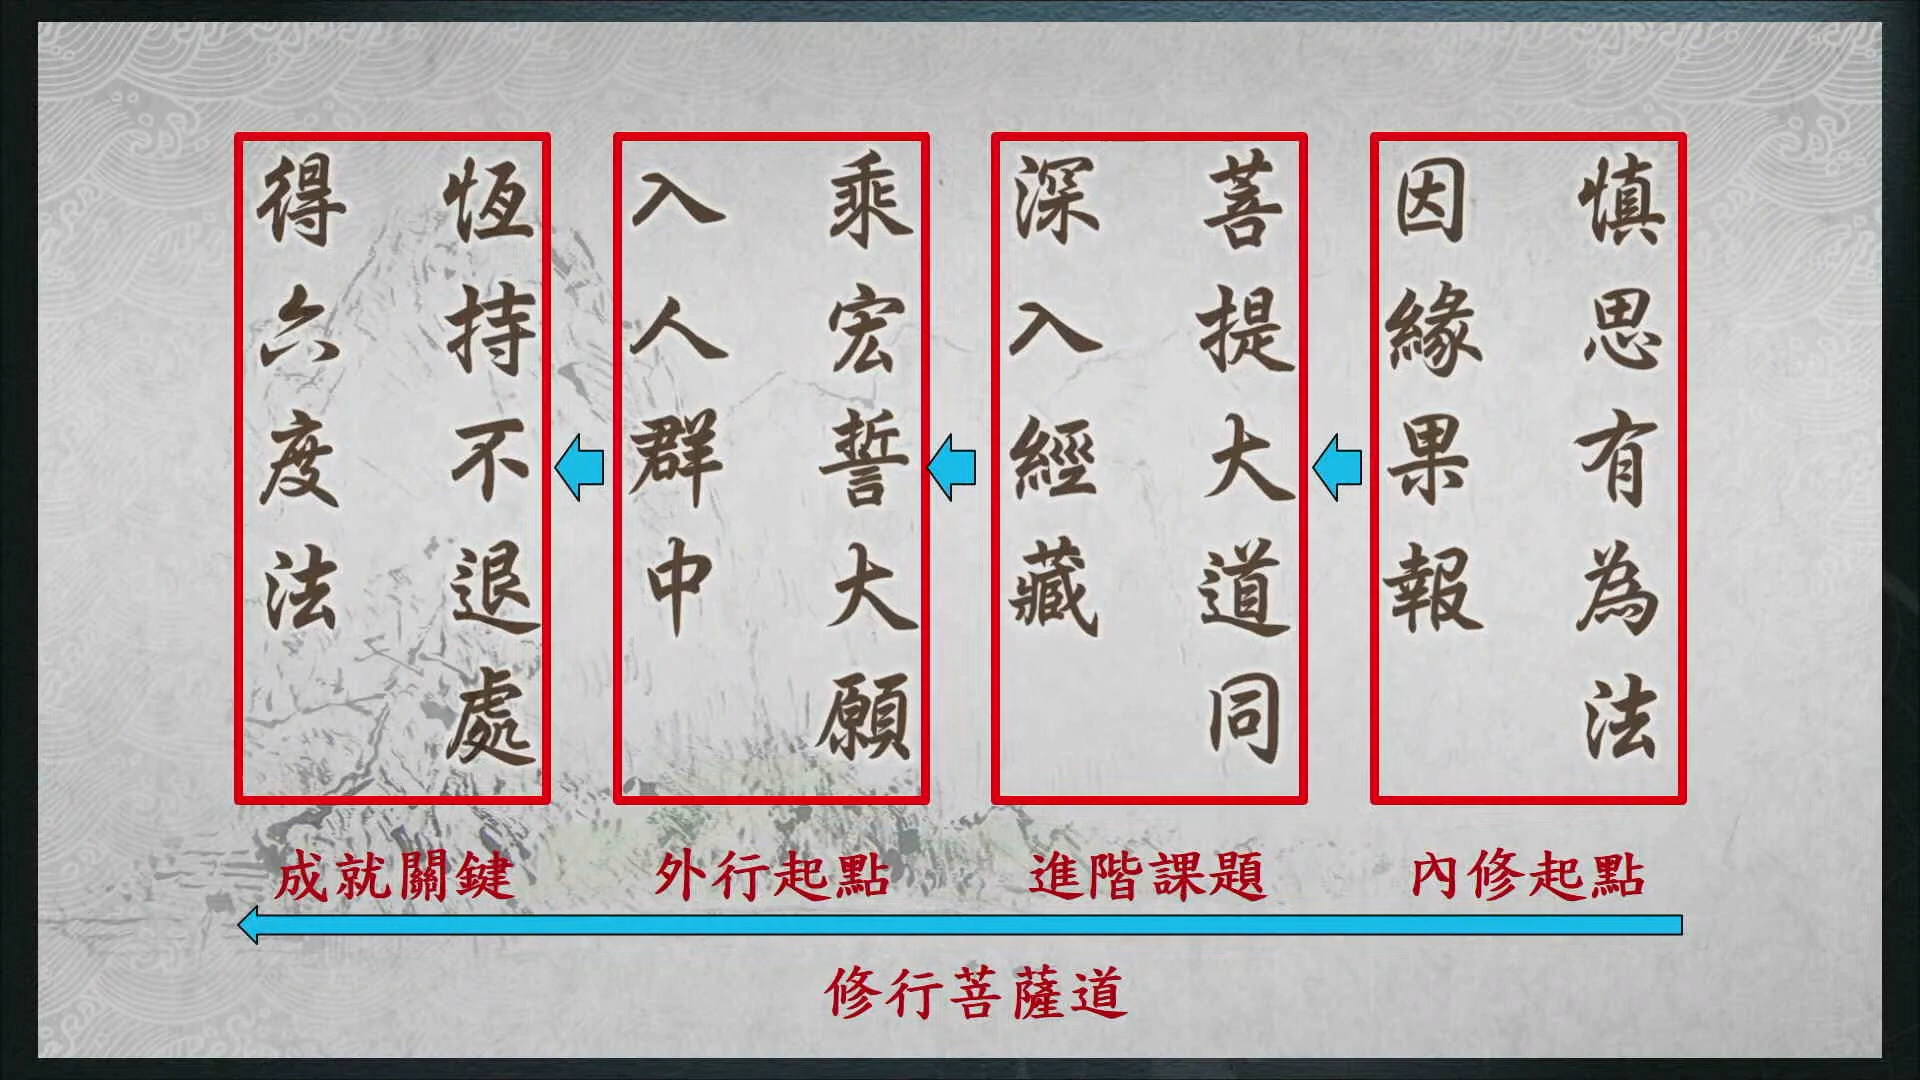 慎思有為法
因緣果報
菩提大道同
深入經藏
乘宏誓大願
入人群中
恆持不退處
得六度法
內修起點
進階課題
外行起點
成就關鍵
修行菩薩道